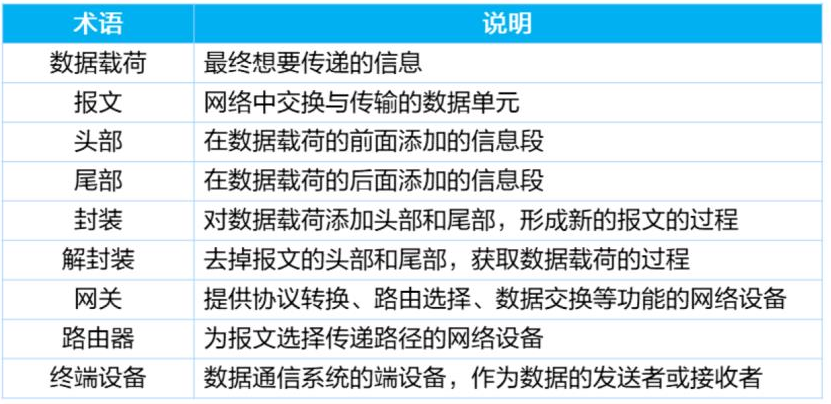 术语 说明
数据载荷 最终想要传递的信息
报文 网络中交换与传输的数据单元
头部 在数据载荷的前面添加的信息段
尾部 在数据载荷的后面添加的信息段
封装 对数据载荷添加头部和尾部，形成新的报文的过程
解封装 去掉报文的头部和尾部，获取数据载荷的过程
网关 提供协议转换、路由选择、数据交换等功能的网络设备
路由器 为报文选择传递路径的网络设备
终端设备 数据通信系统的端设备，作为数据的发送者或接收者